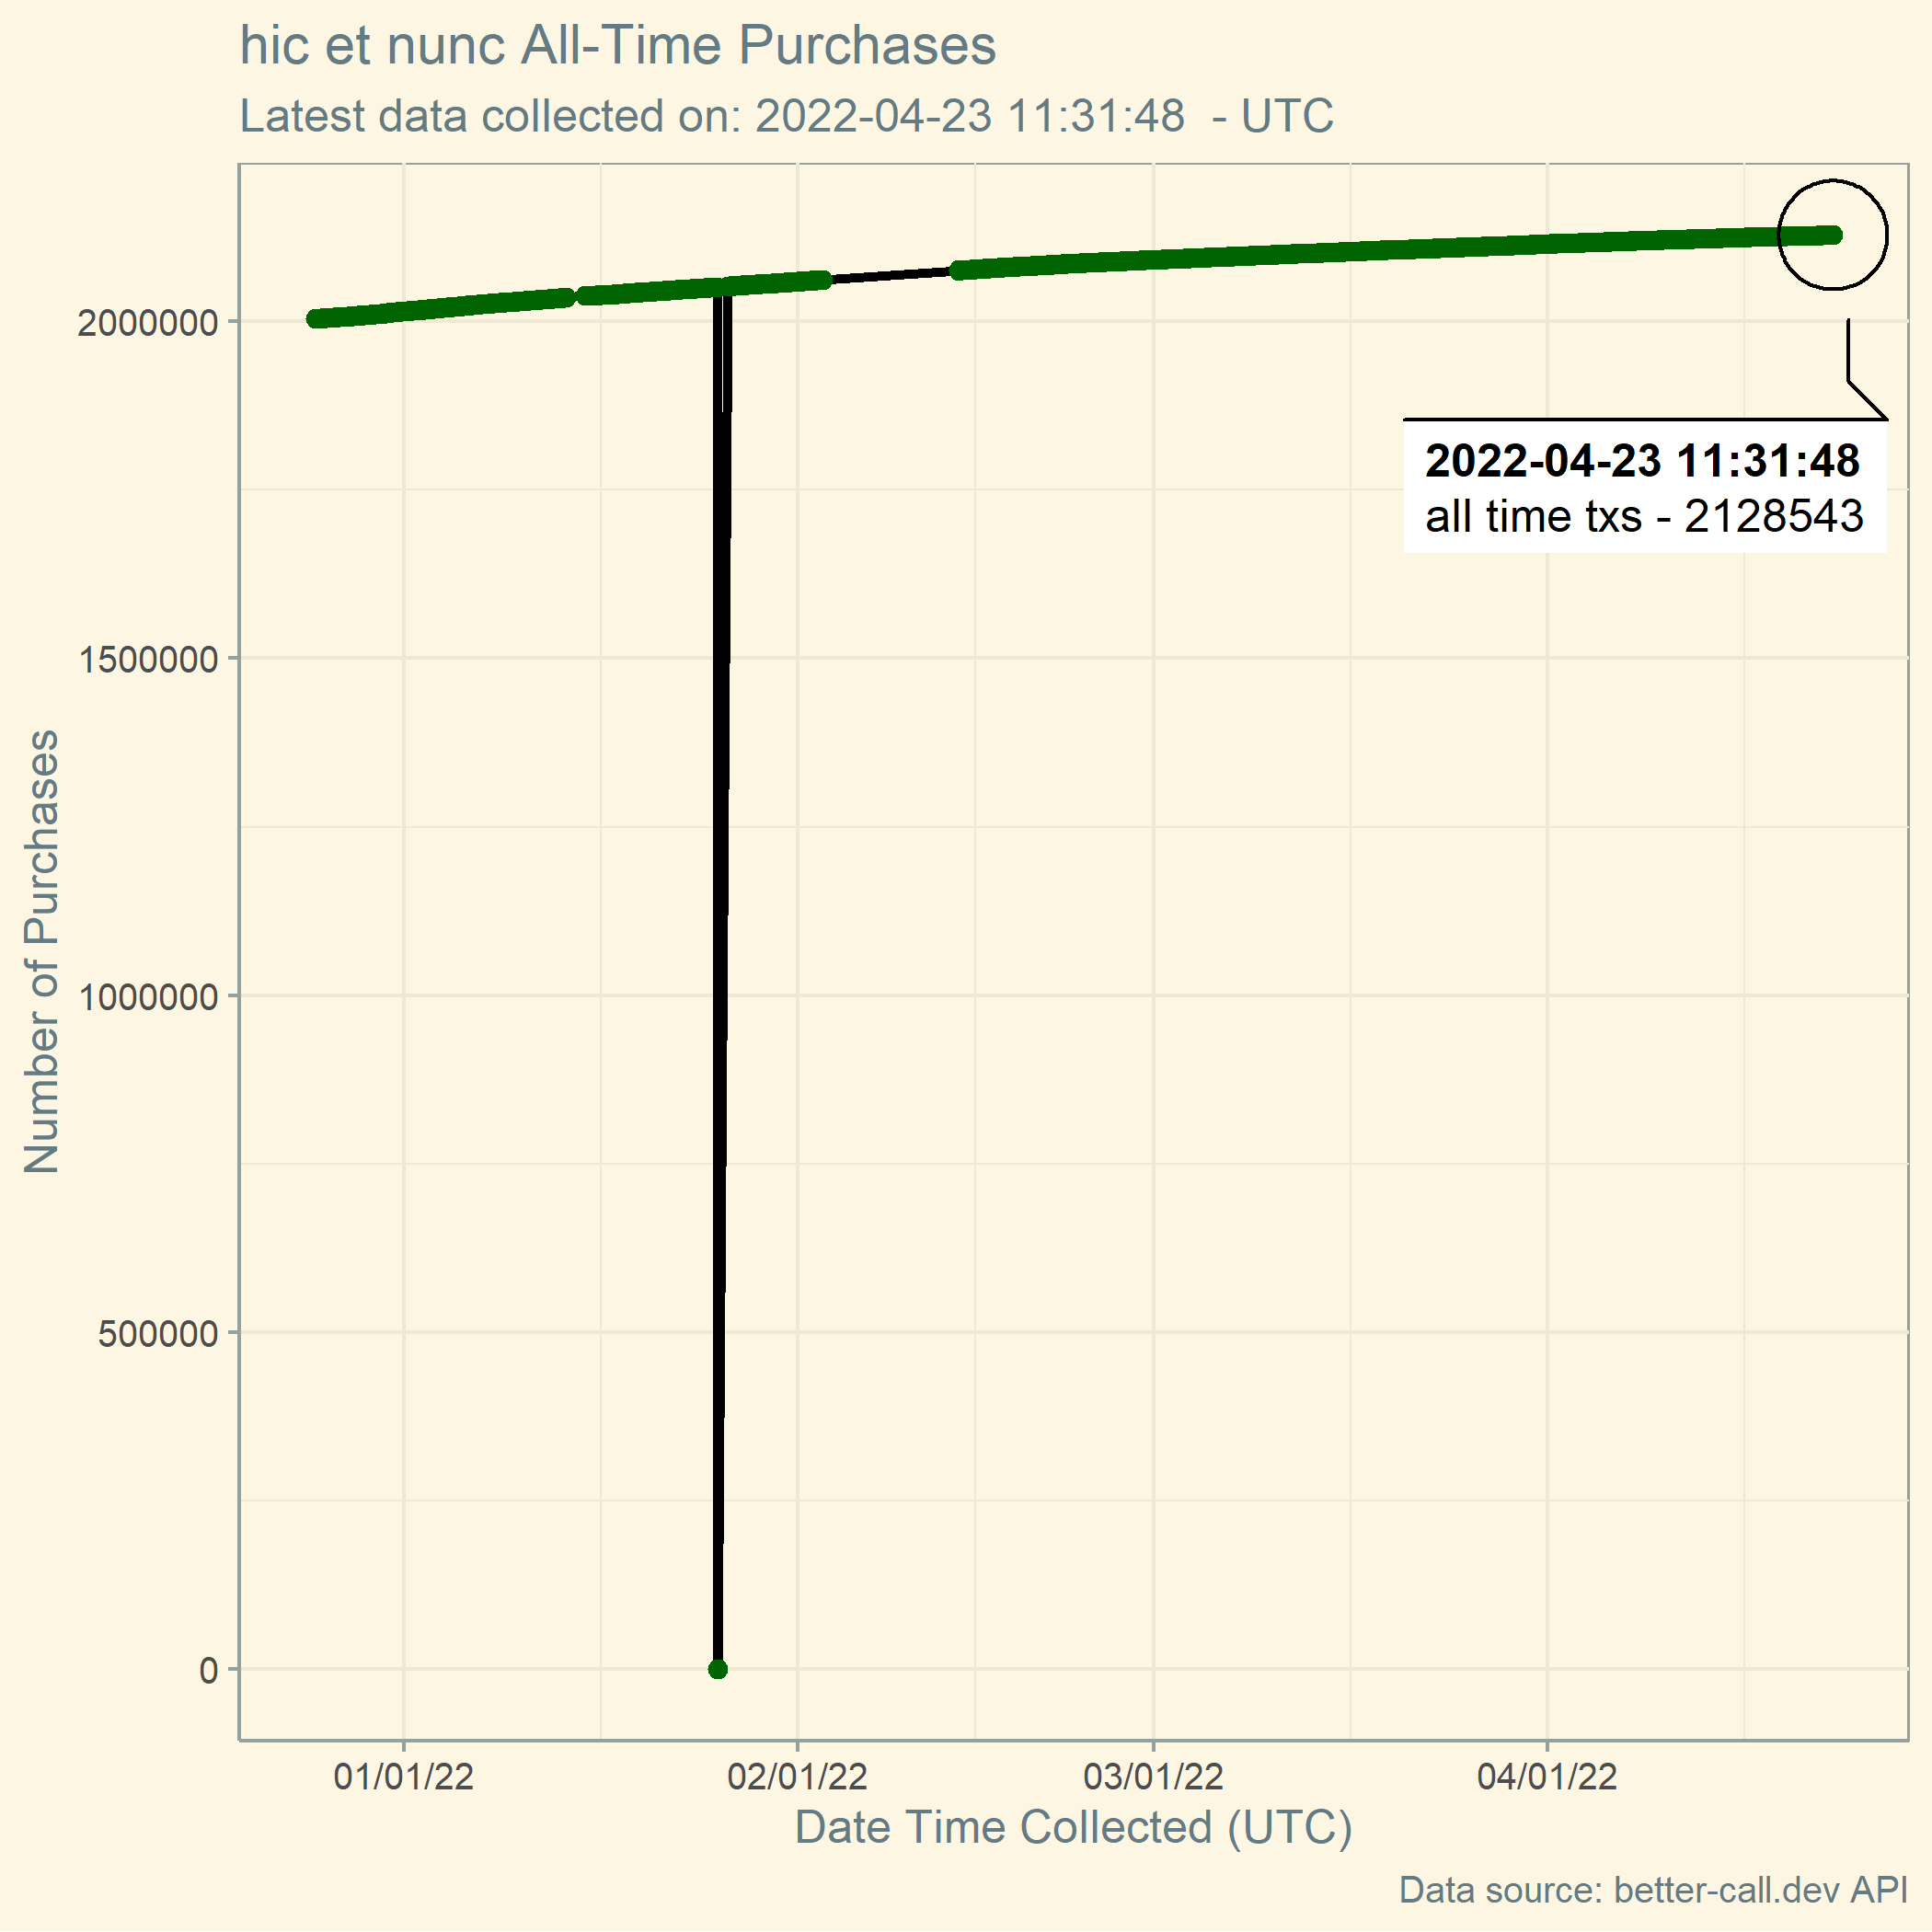 hic et nunc All-Time Purchases
Latest data collected on: 2022-04-23 11:31:48  - UTC
2022-04-23 11:31:48
all time txs - 2128543
Number of Purchases
2000000
1500000
1000000
500000
0
01/01/22 02/01/22 03/01/22 04/01/22
Date Time Collected (UTC)
Data source: better-call.dev API